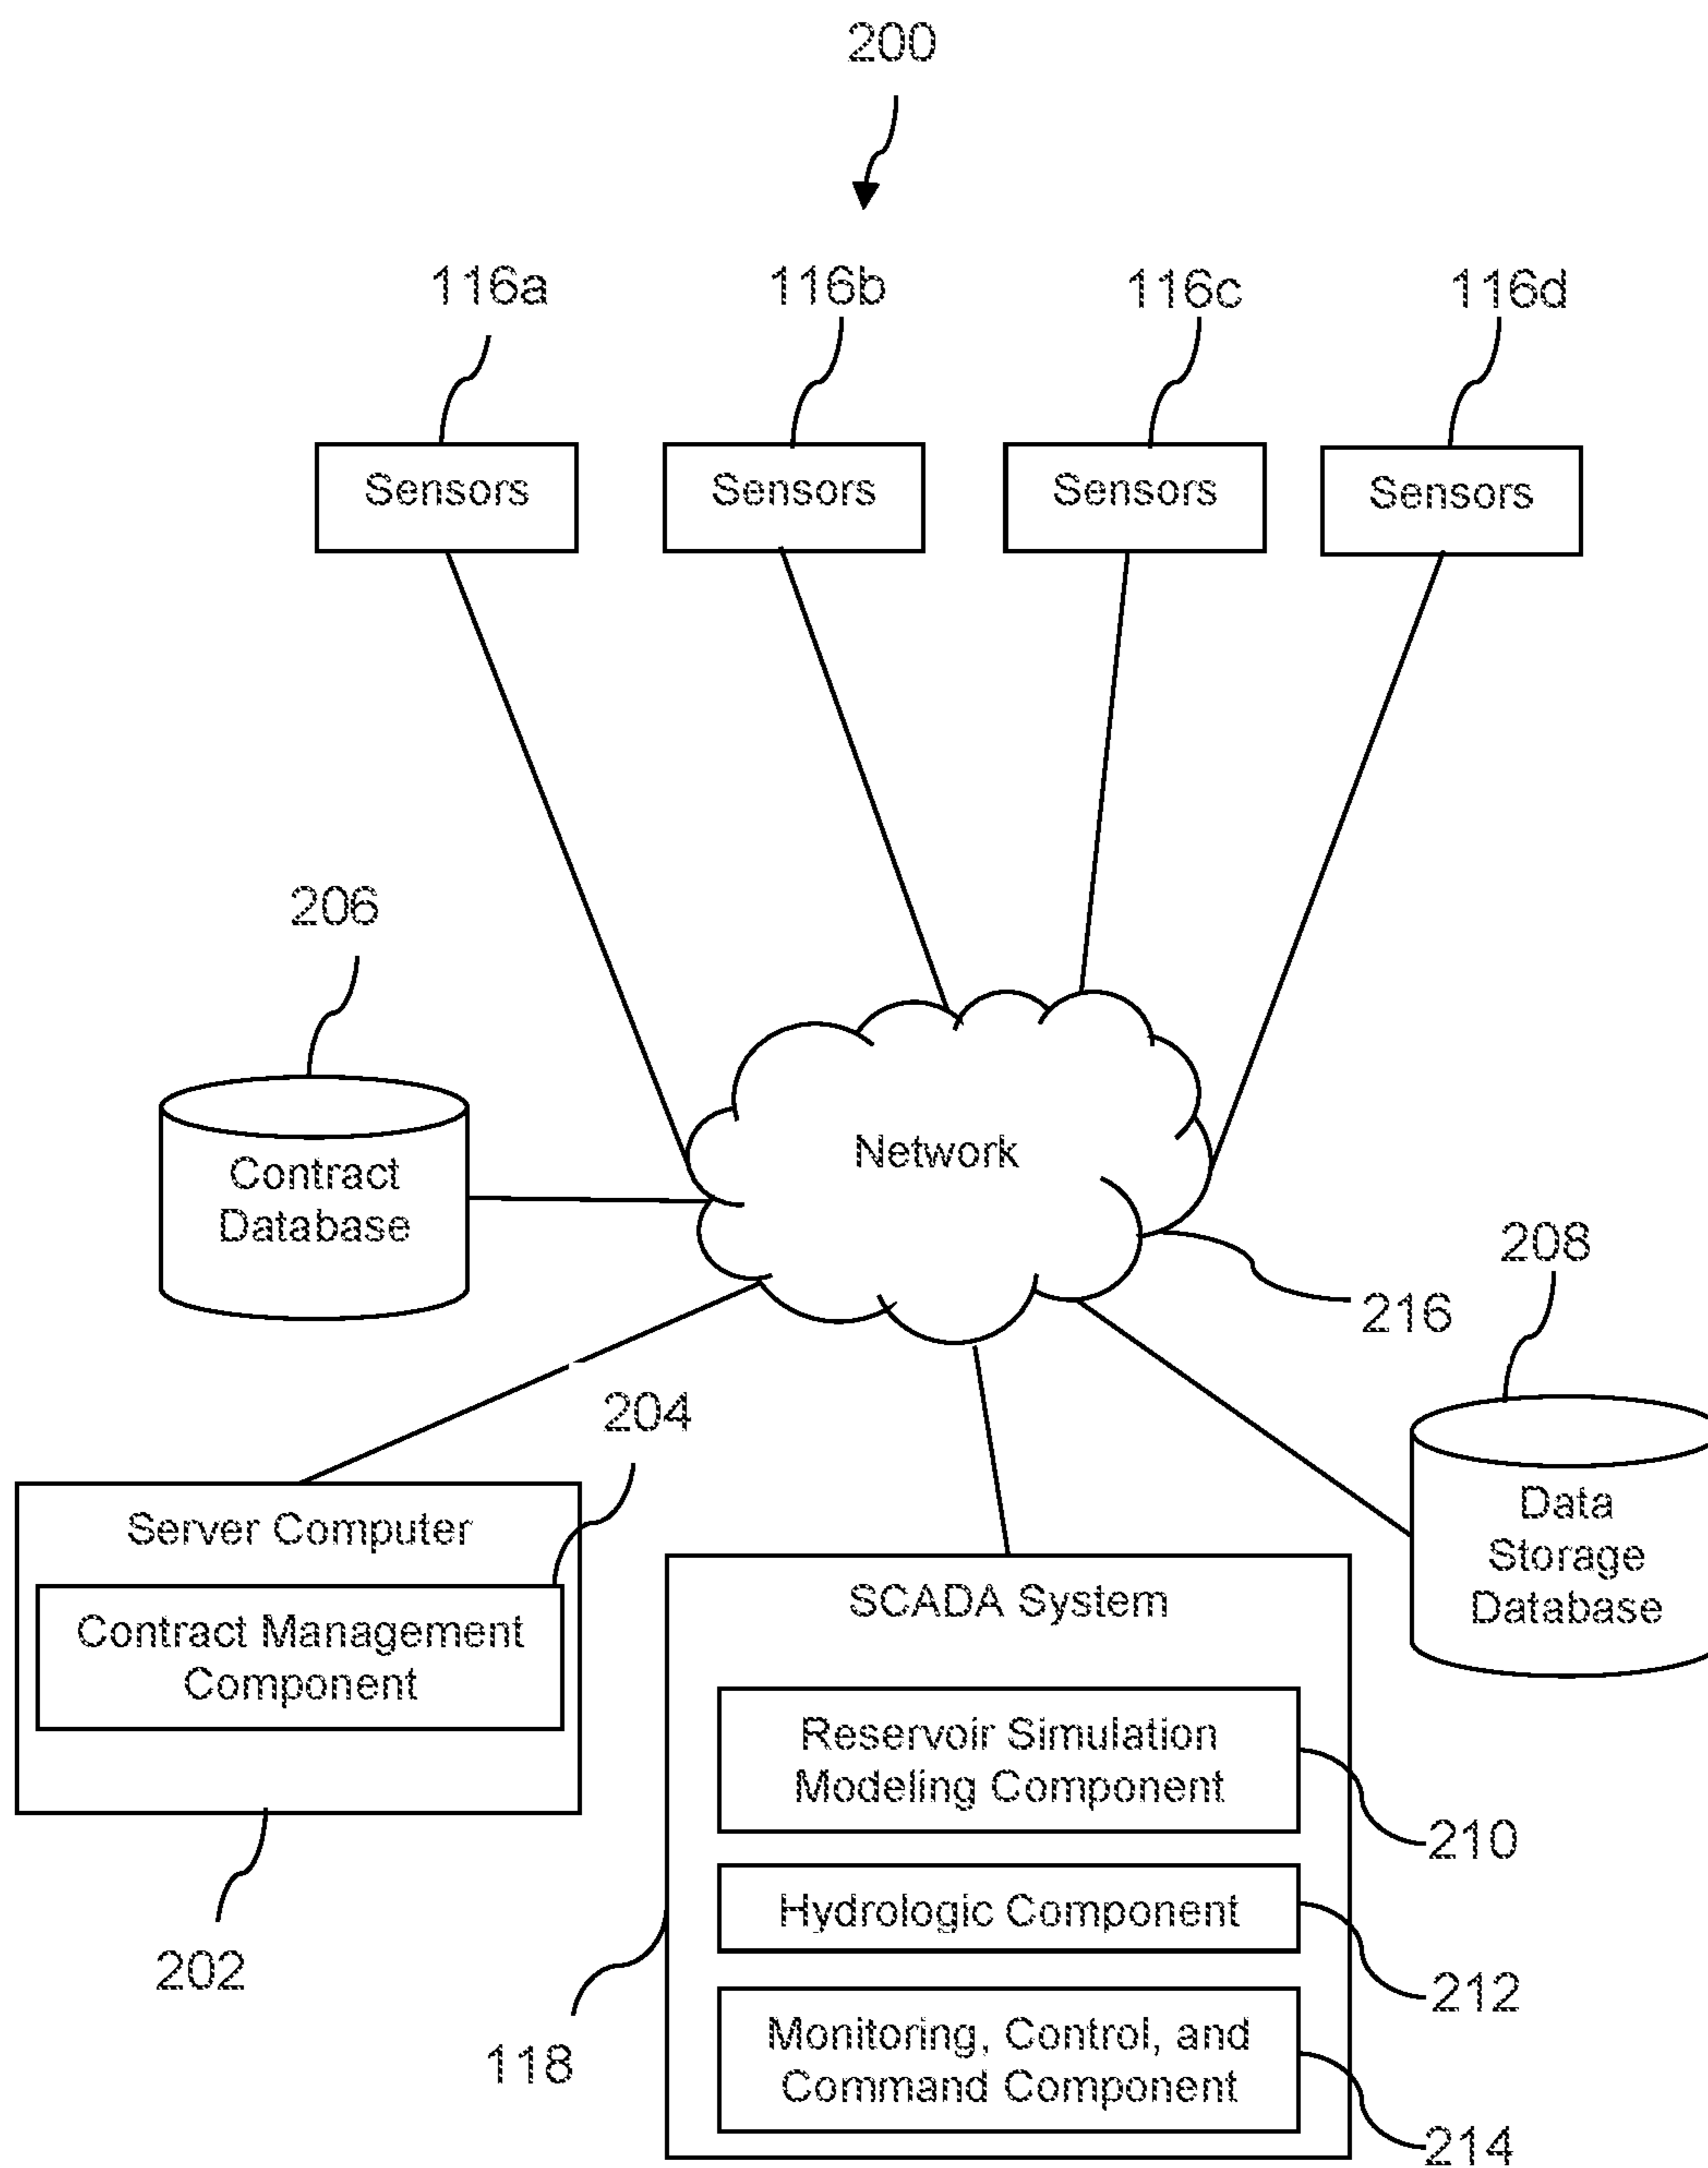 200
116a
116b
116c
116d
Sensors
Sensors
Sensors
Sensors
206
Contract
Database
Network
216
208
Data
Storage
Database
204
Server Computer
Contract Management
Component
202
SCADA System
Reservoir Simulation
Modeling Component
210
Hydrologic Component
212
Monitoring, Control, and
Command Component
214
118